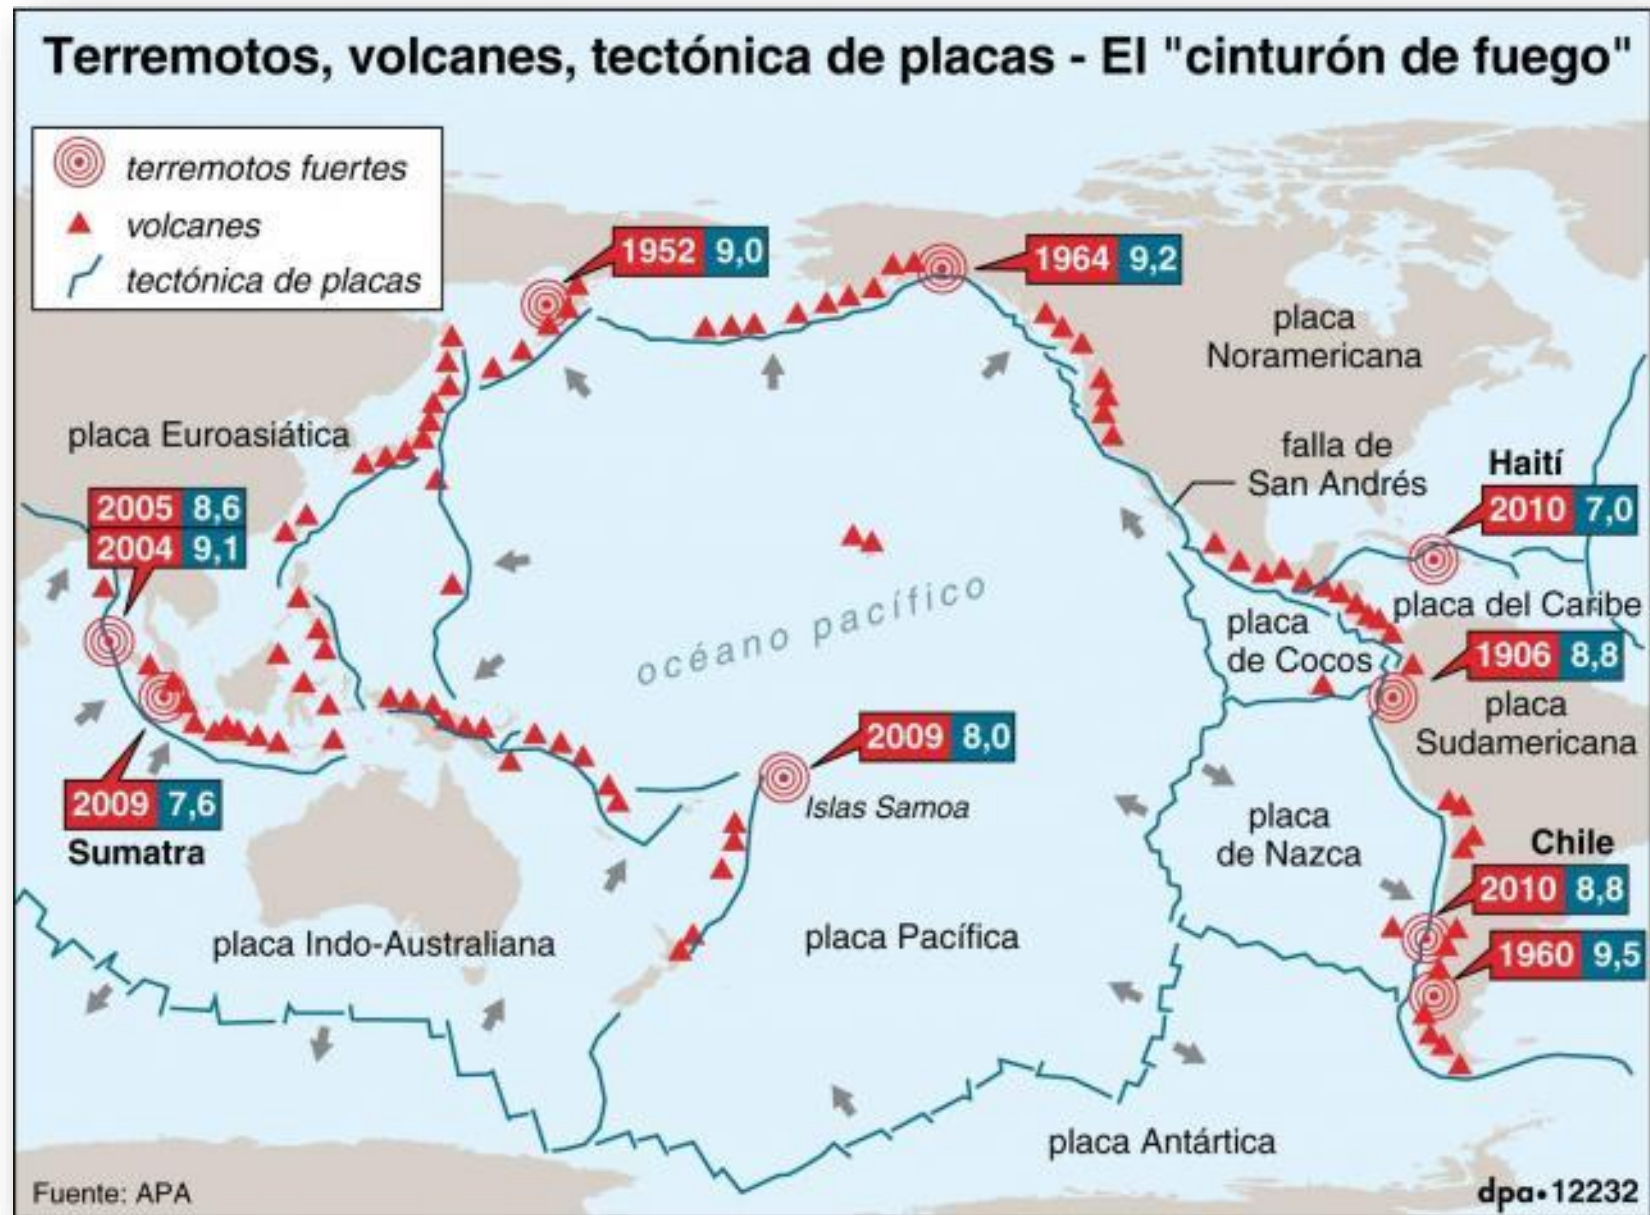 Terremotos, volcanes, tectónica de placas - El "cinturón de fuego"
terremotos fuertes
volcanes
tectónica de placas
1952 9,0
1964 9,2
placa
Noramericana
placa Euroasiática
falla de
San Andrés
Haití
2010 7,0
2005 8,6
2004 9,1
océano pacífico
placa del Caribe
placa
de Cocos
1906 8,8
placa
Sudamericana
2009 8,0
Islas Samoa
2009 7,6
Sumatra
placa
de Nazca
Chile
2010 8,8
1960 9,5
placa Indo-Australiana
placa Pacífica
placa Antártica
Fuente: APA
dpa•12232